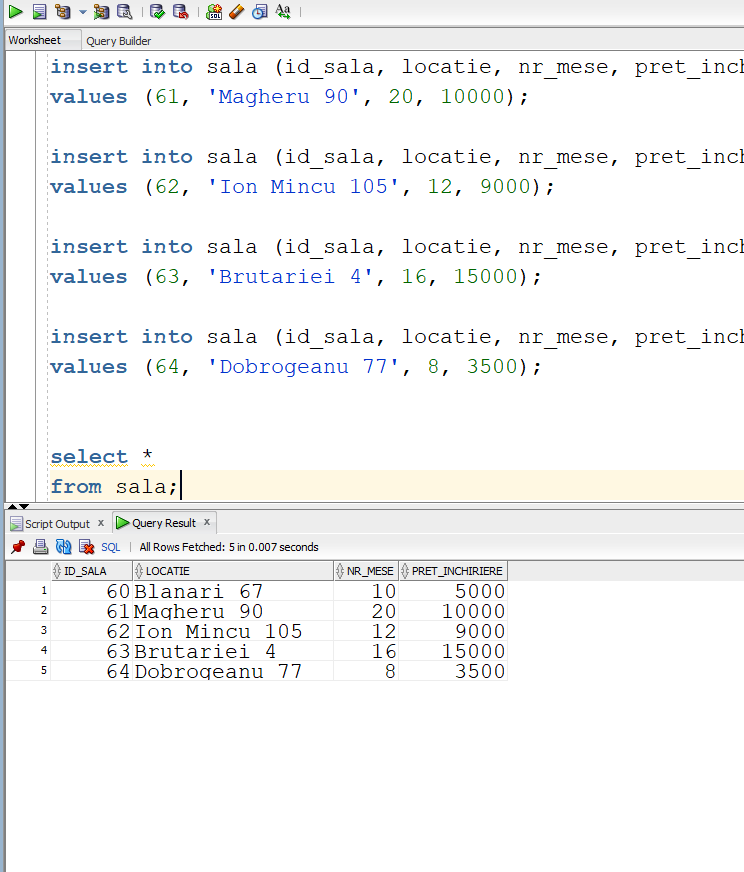 SQL Aa
Worksheet Query Builder
insert into sala (id_sala, locatie, nr_mese, pret_inch
values (61, 'Magheru 90', 20, 10000);
insert into sala (id_sala, locatie, nr_mese, pret_inch
values (62, 'Ion Mincu 105', 12, 9000);
insert into sala (id_sala, locatie, nr_mese, pret_inch
values (63, 'Brutariei 4', 16, 15000);
insert into sala (id_sala, locatie, nr_mese, pret_inch
values (64, 'Dobrogeanu 77', 8, 3500);
select *
from sala;
Script Output x Query Result x
SQL | All Rows Fetched: 5 in 0.007 seconds
ID_SALA LOCATIE NR_MESE PRET_INCHIRIERE
1 60 Blanari 67 10 5000
2 61 Magheru 90 20 10000
3 62 Ion Mincu 105 12 9000
4 63 Brutariei 4 16 15000
5 64 Dobrogeanu 77 8 3500